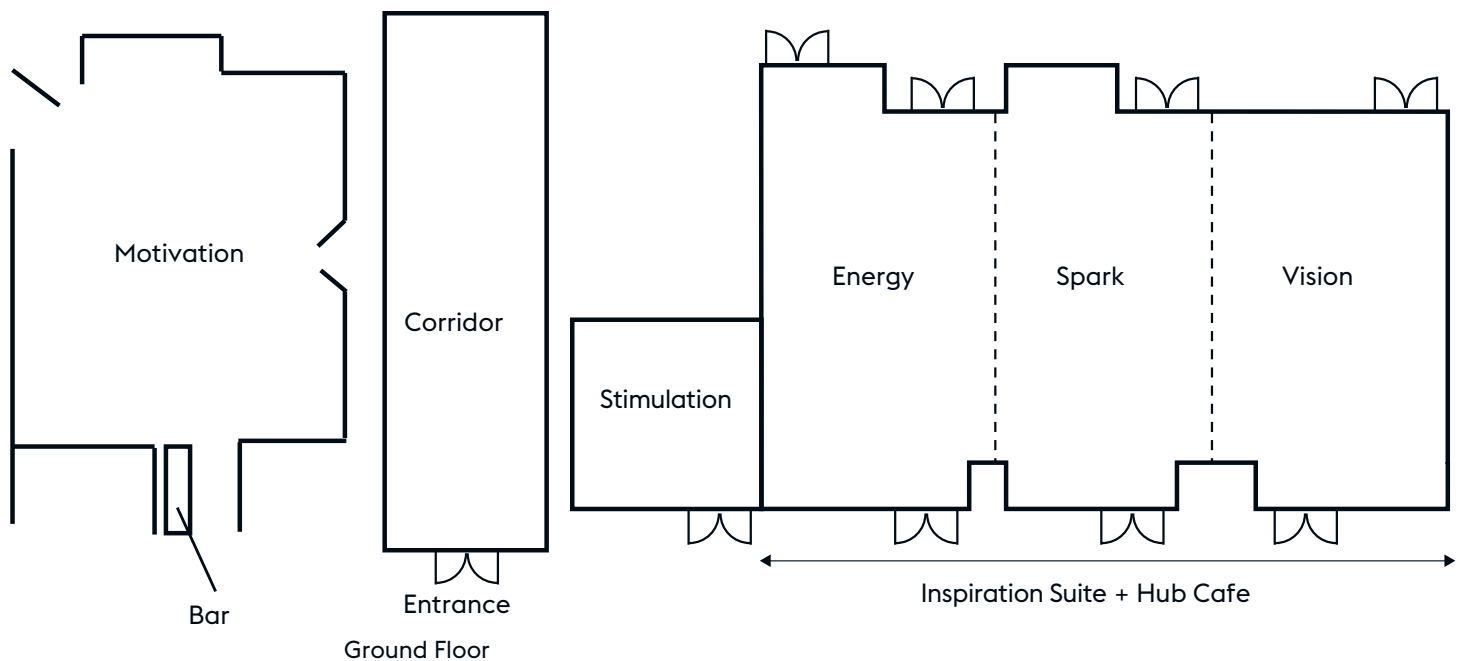 Motivation
Corridor
Stimulation
Energy
Spark
Vision
Bar
Entrance
Ground Floor
Inspiration Suite + Hub Cafe